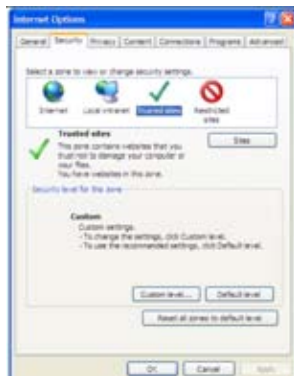 Internet Options
General Security Privacy Content Connections Programs Advanced
Select a zone to view or change security settings.
Internet Local intranet Trusted sites Restricted
sites
Trusted sites
Sites
This zone contains websites that you
trust not to damage your computer or
your files.
You have websites in this zone.
Security level for this zone
Custom
Custom settings.
- To change the settings, click Custom level.
- To use the recommended settings, click Default level.
Custom level... Default level
Reset all zones to default level
OK Cancel Apply